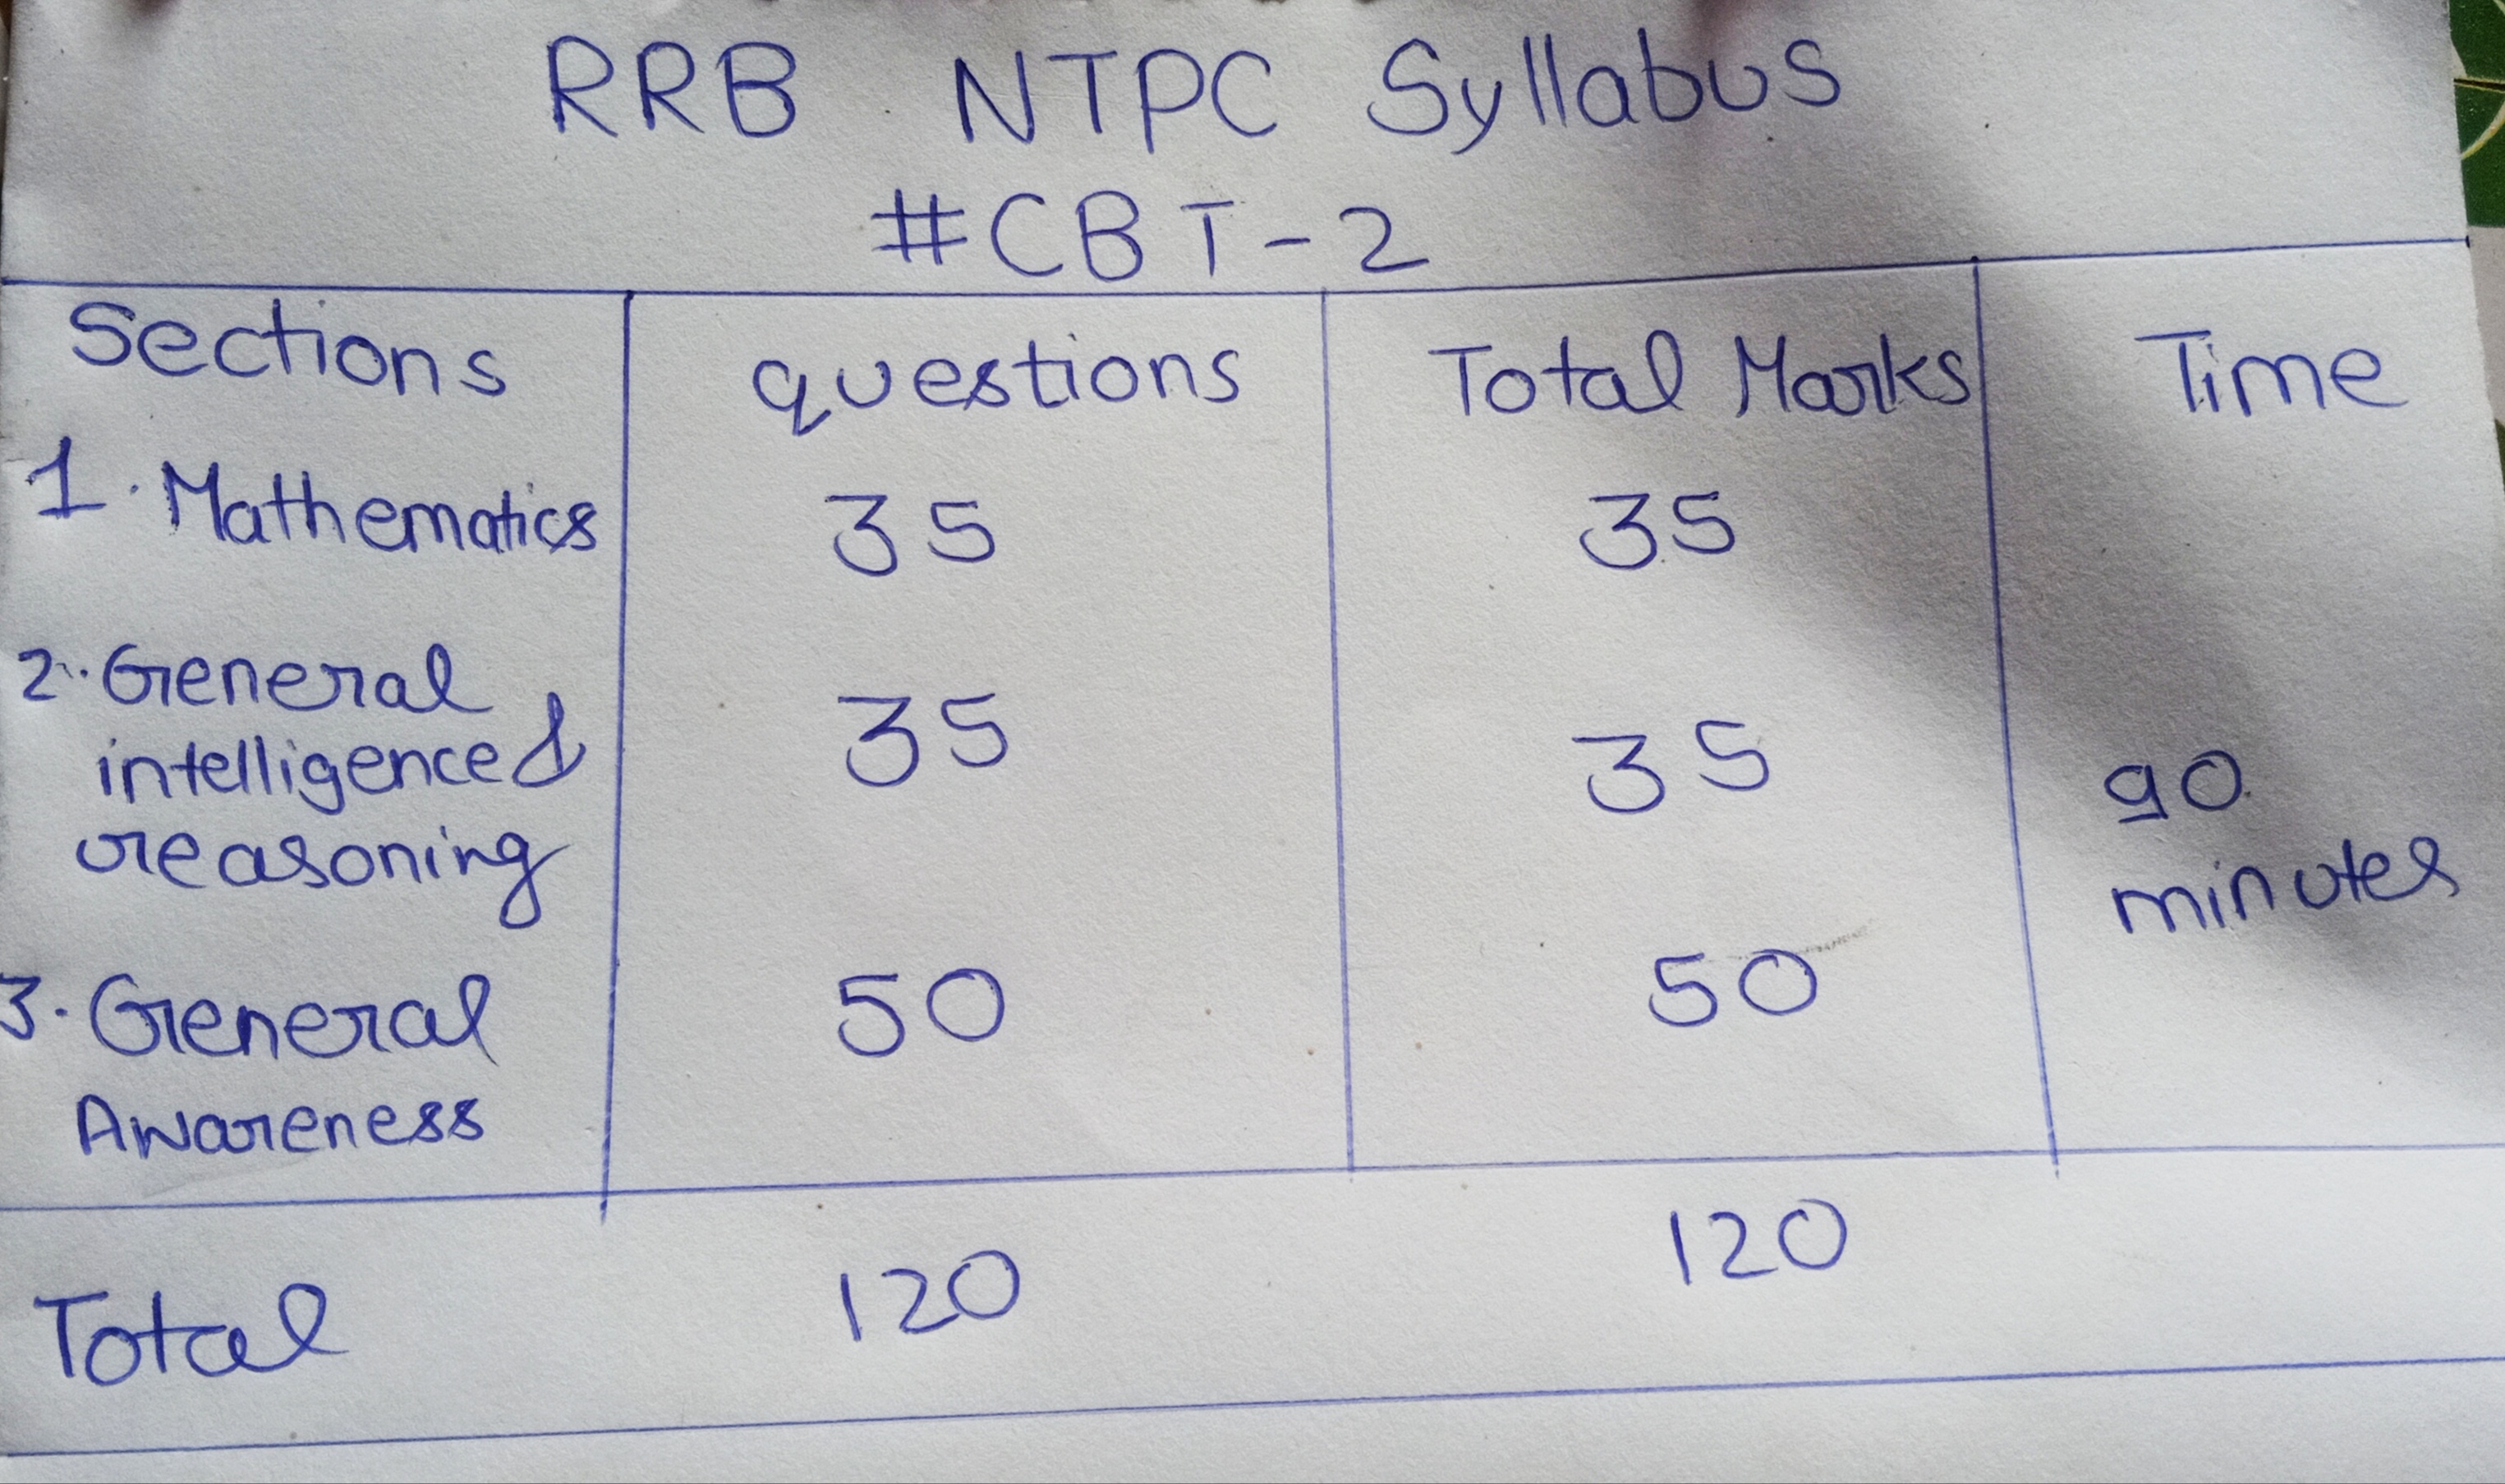 RRB NTPC Syllabus
#CBT-2
Sections questions Total Marks Time
1. Mathematics 35 35
2. General
intelligence &
reasoning 35 35 90
minutes
3. General
Awareness 50 50
Total 120 120